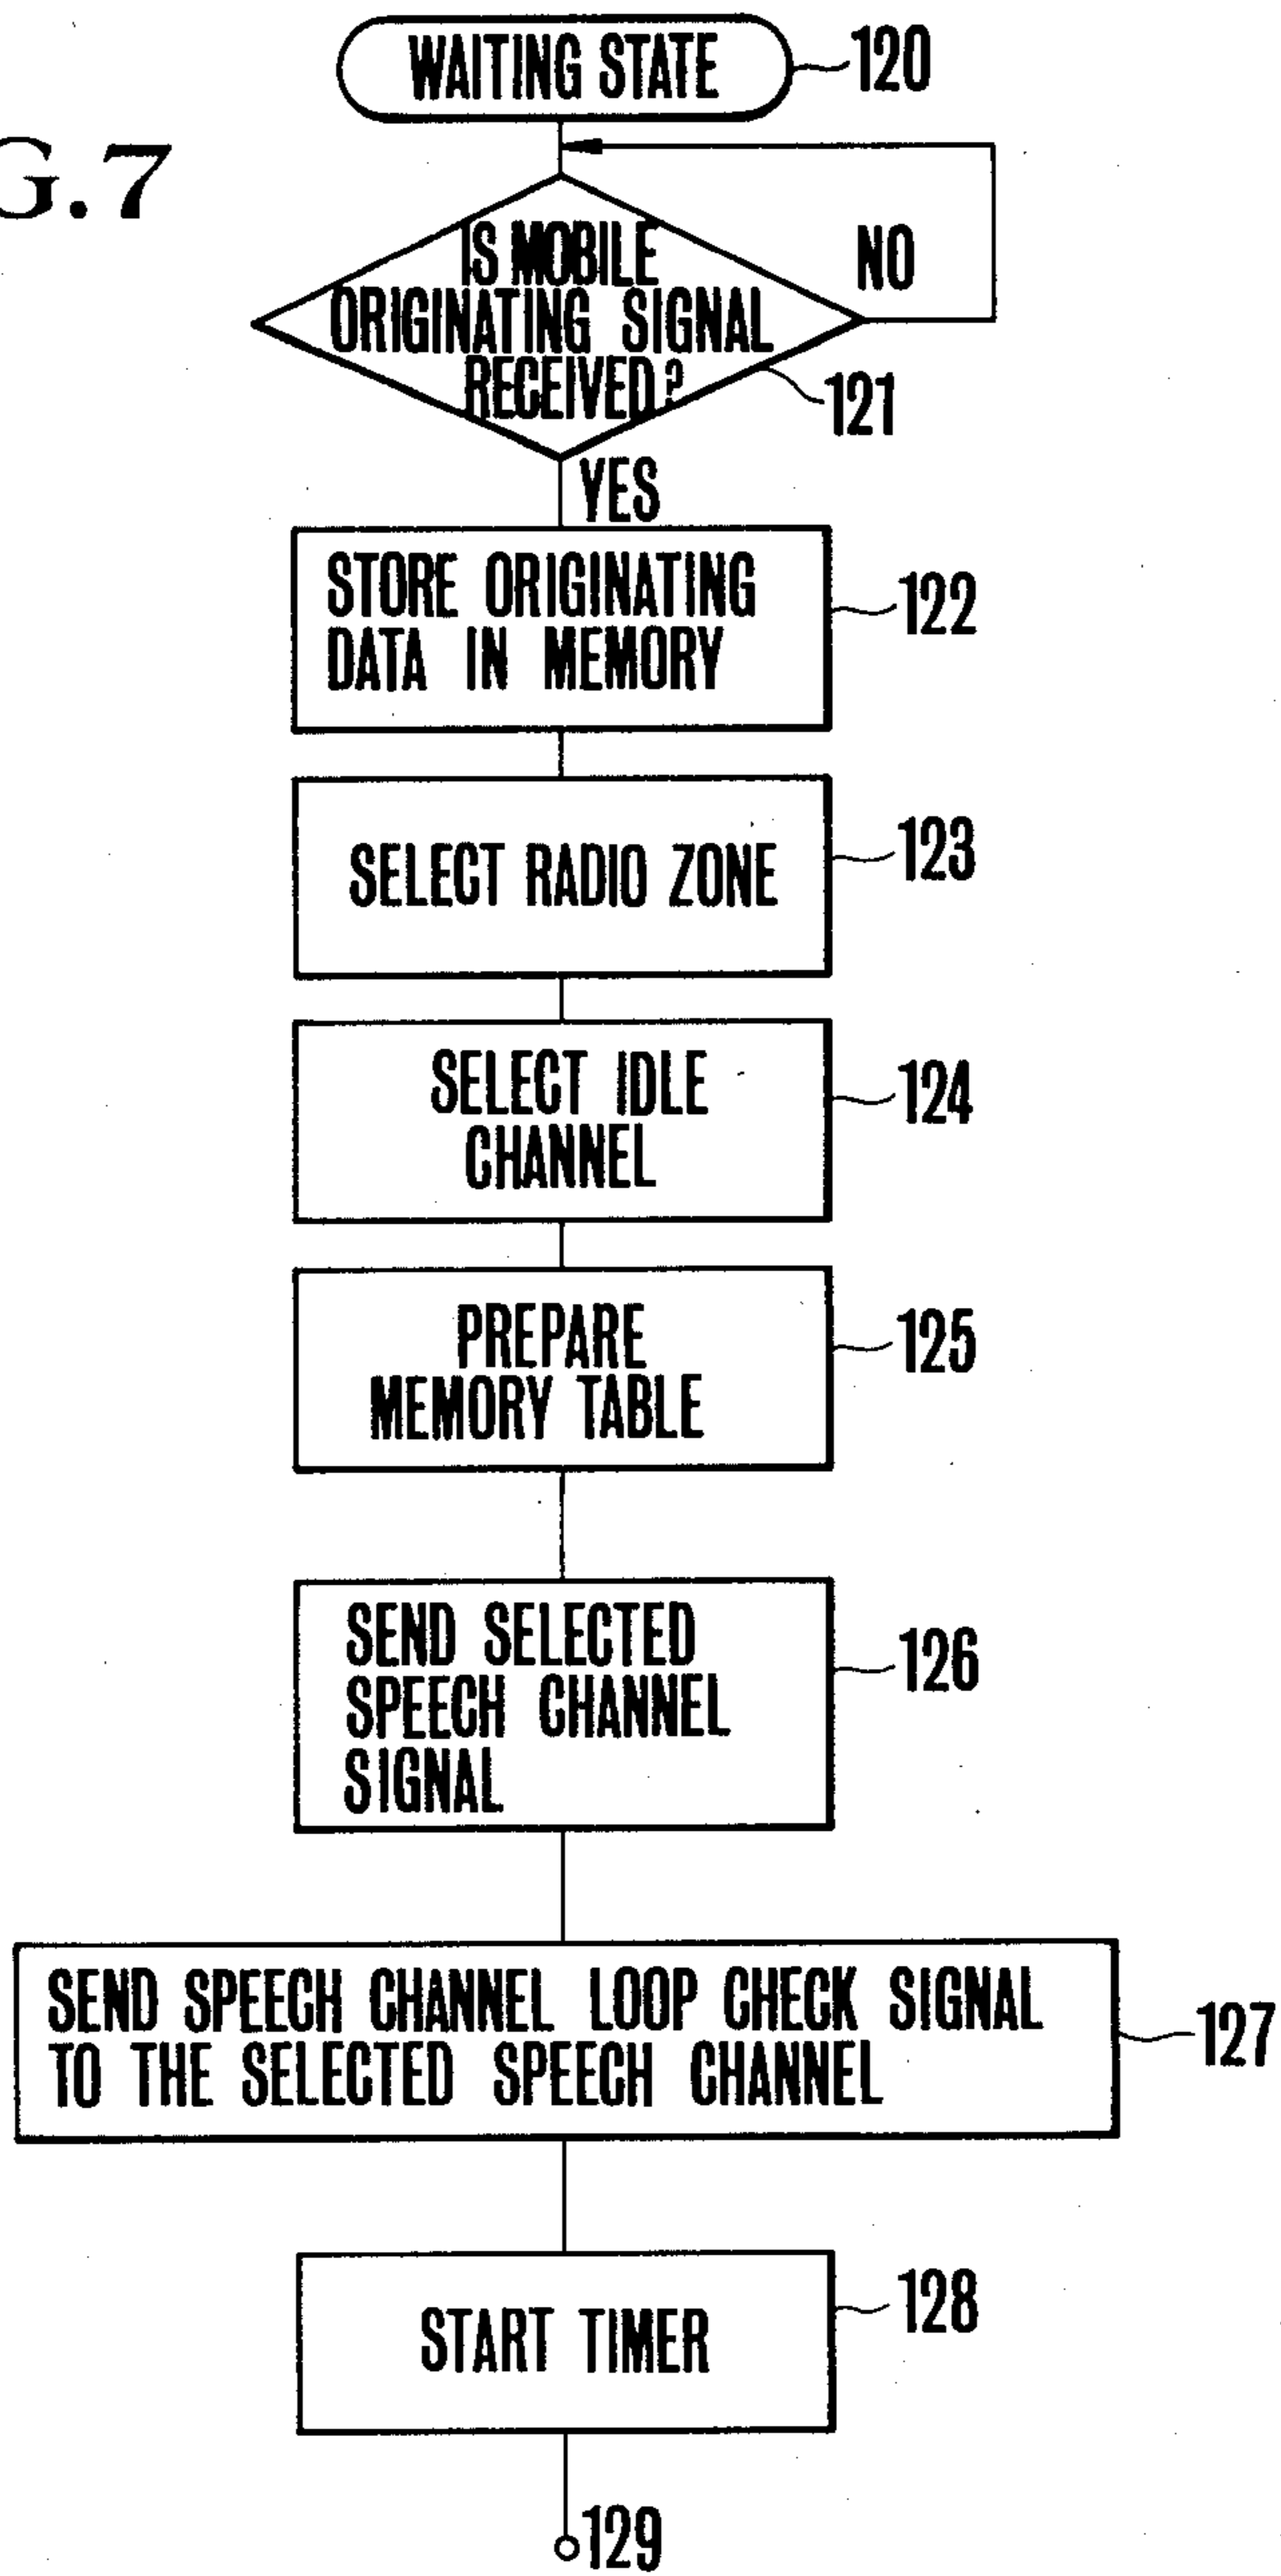 WAITING STATE
120
G.7
IS MOBILE
ORIGINATING SIGNAL
RECEIVED?
NO
121
YES
STORE ORIGINATING
DATA IN MEMORY
122
SELECT RADIO ZONE
123
SELECT IDLE
CHANNEL
124
PREPARE
MEMORY TABLE
125
SEND SELECTED
SPEECH CHANNEL
SIGNAL
126
SEND SPEECH CHANNEL LOOP CHECK SIGNAL
TO THE SELECTED SPEECH CHANNEL
127
START TIMER
128
129